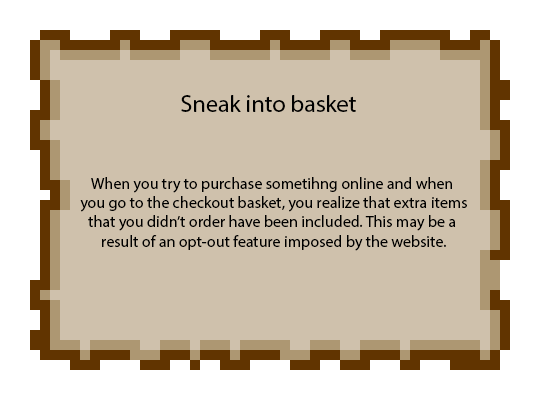 Sneak into basket
When you try to purchase sometihng online and when
you go to the checkout basket, you realize that extra items
that you didn't order have been included. This may be a
result of an opt-out feature imposed by the website.